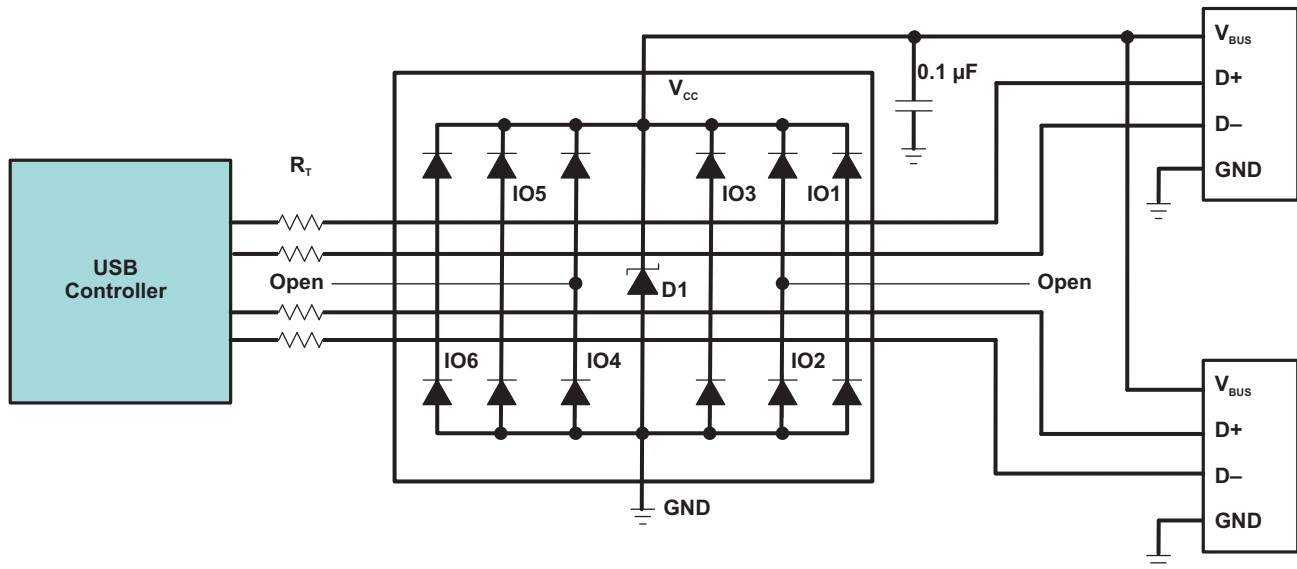 V_BUS
0.1 µF
D+
V_CC
D–
R_T
GND
IO5
IO3
IO1
USB
Controller
Open
D1
Open
IO6
IO4
IO2
V_BUS
D+
D–
GND
GND